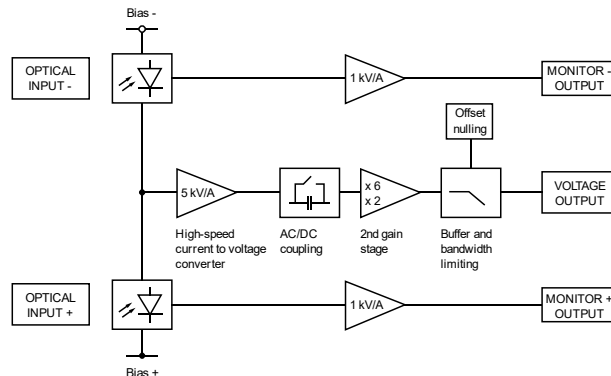 Bias -
OPTICAL
INPUT -
1 kV/A
MONITOR -
OUTPUT
Offset
nulling
5 kV/A
x 6
x 2
VOLTAGE
OUTPUT
High-speed
current to voltage
converter
AC/DC
coupling
2nd gain
stage
Buffer and
bandwidth
limiting
OPTICAL
INPUT +
1 kV/A
MONITOR +
OUTPUT
Bias +